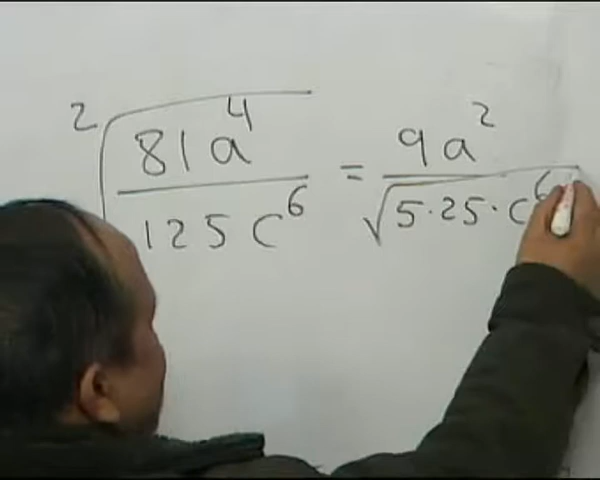 ²√(81a⁴ / 125c⁶) = 9a² / √(5·25·c⁶)